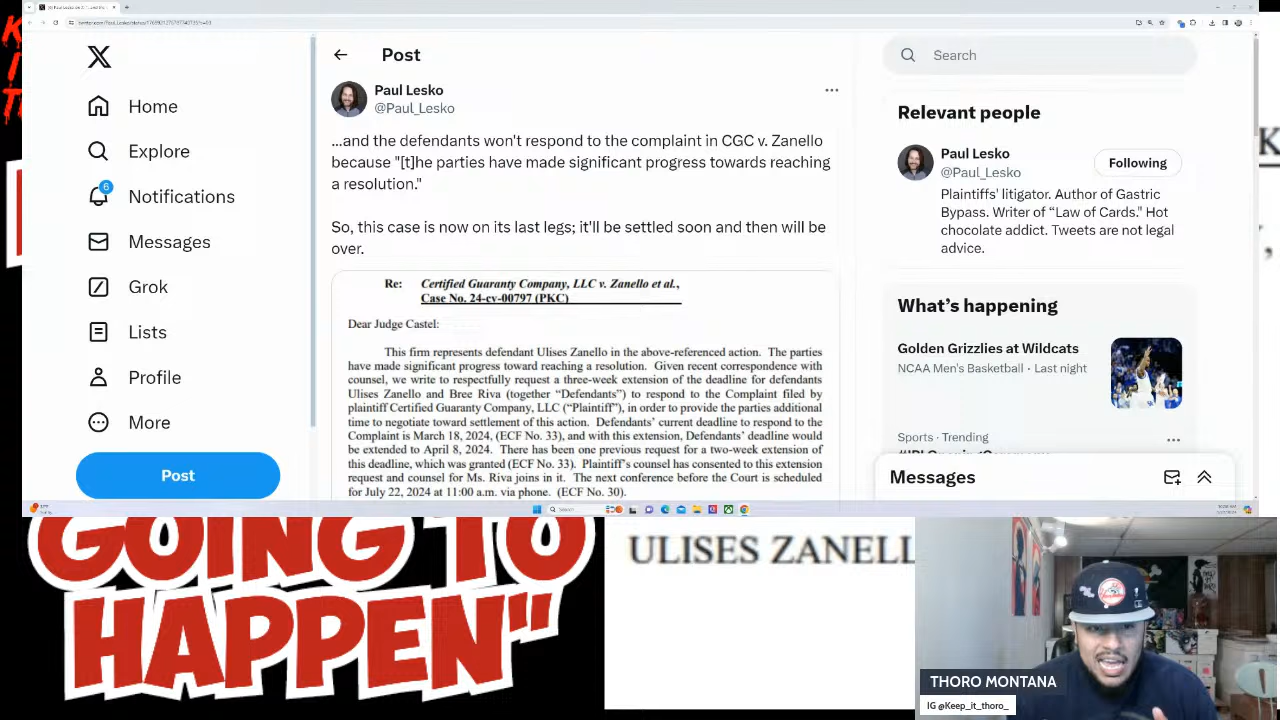 Home
Explore
6
Notifications
Messages
Grok
Lists
Profile
More
Post
Post
Paul Lesko
@Paul_Lesko
...and the defendants won't respond to the complaint in CGC v. Zanello
because "[t]he parties have made significant progress towards reaching
a resolution."
So, this case is now on its last legs; it'll be settled soon and then will be
over.
Re: Certified Guaranty Company, LLC v. Zanello et al.,
Case No. 24-cv-00797 (PKC)
Dear Judge Castel:
This firm represents defendant Ulises Zanello in the above-referenced action. The parties
have made significant progress toward reaching a resolution. Given recent correspondence with
counsel, we write to respectfully request a three-week extension of the deadline for defendants
Ulises Zanello and Bree Riva (together "Defendants") to respond to the Complaint filed by
plaintiff Certified Guaranty Company, LLC ("Plaintiff"), in order to provide the parties additional
time to negotiate toward settlement of this action. Defendants' current deadline to respond to the
Complaint is March 18, 2024, (ECF No. 33), and with this extension, Defendants' deadline would
be extended to April 8, 2024. There has been one previous request for a two-week extension of
this deadline, which was granted (ECF No. 33). Plaintiff's counsel has consented to this extension
request and counsel for Ms. Riva joins in it. The next conference before the Court is scheduled
for July 22, 2024 at 11:00 a.m. via phone. (ECF No. 30).
Search
Relevant people
Paul Lesko
@Paul_Lesko
Following
Plaintiffs' litigator. Author of Gastric
Bypass. Writer of "Law of Cards." Hot
chocolate addict. Tweets are not legal
advice.
What's happening
Golden Grizzlies at Wildcats
NCAA Men's Basketball · Last night
Sports · Trending
Messages
Search
GOING TO
HAPPEN"
ULISES ZANELL
THORO MONTANA
IG @Keep_it_thoro_